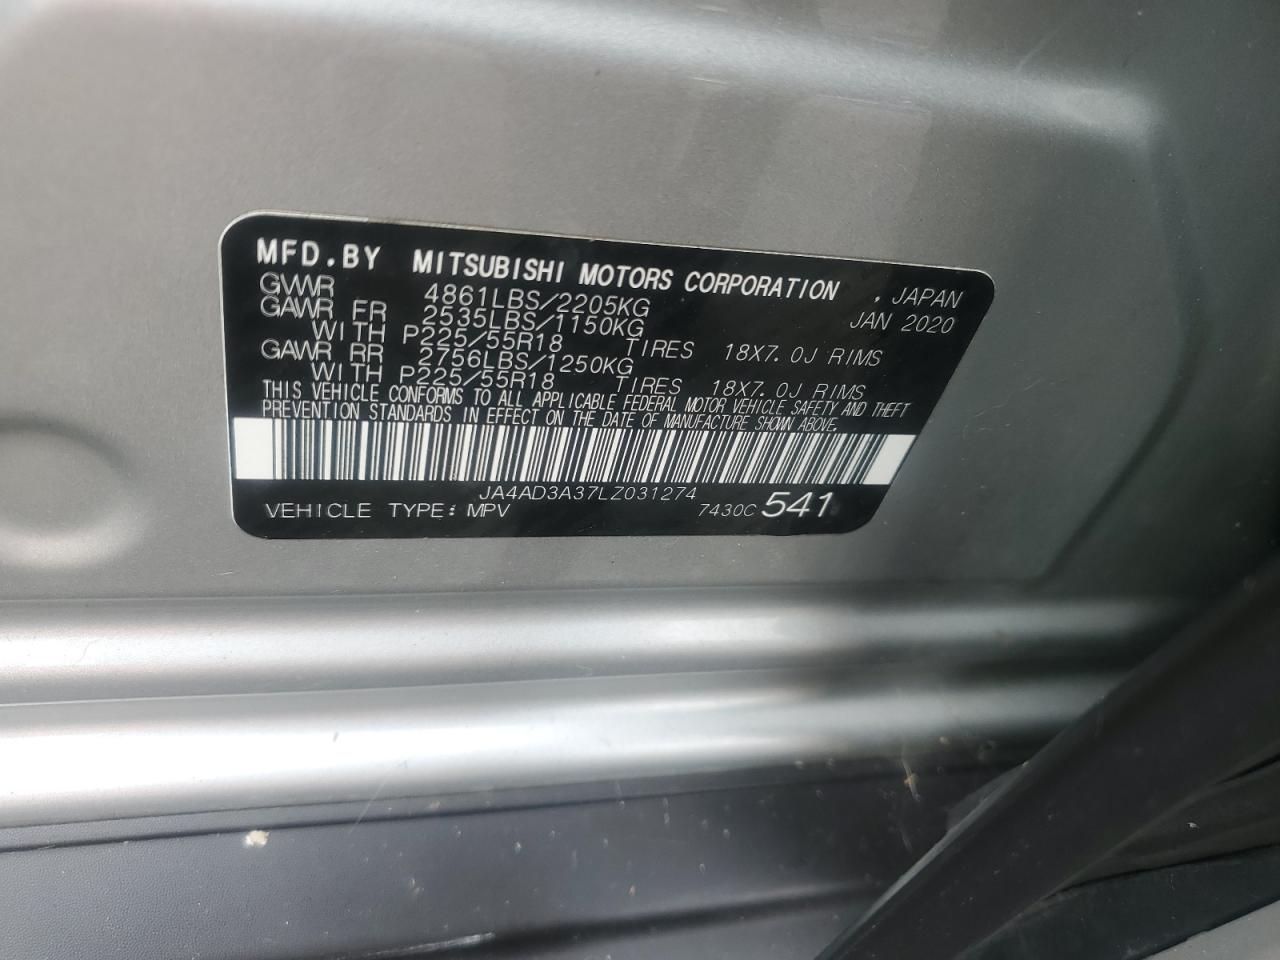 MFD.BY MITSUBISHI MOTORS CORPORATION , JAPAN
GVWR 4861LBS/2205KG JAN 2020
GAWR FR 2535LBS/1150KG
WITH P225/55R18 TIRES 18X7.0J RIMS
GAWR RR 2756LBS/1250KG
WITH P225/55R18 TIRES 18X7.0J RIMS
THIS VEHICLE CONFORMS TO ALL APPLICABLE FEDERAL MOTOR VEHICLE SAFETY AND THEFT
PREVENTION STANDARDS IN EFFECT ON THE DATE OF MANUFACTURE SHOWN ABOVE.
JA4AD3A37LZ031274
VEHICLE TYPE: MPV 7430C 541